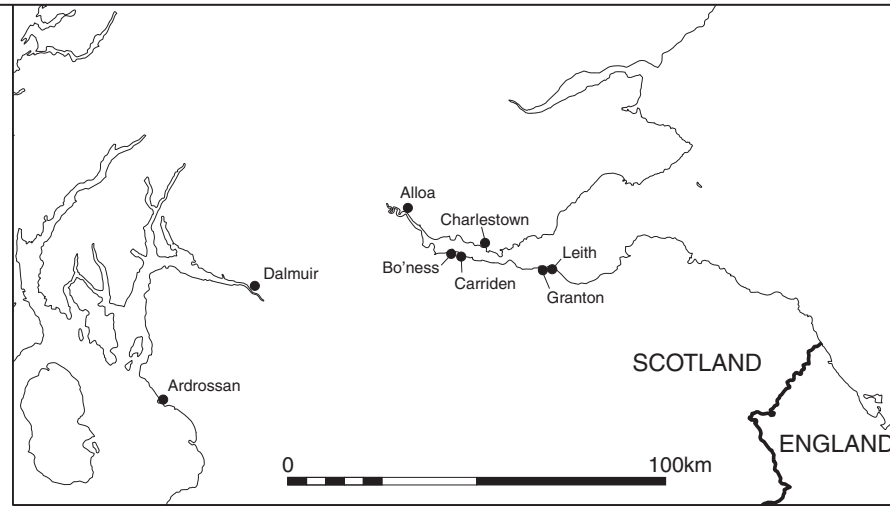 Alloa
Charlestown
Bo'ness
Carriden
Leith
Granton
Dalmuir
Ardrossan
SCOTLAND
ENGLAND
0
100km